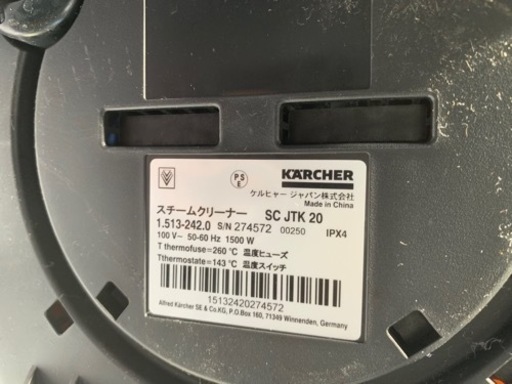 PS
E
KÄRCHER
ケルヒャー ジャパン株式会社
Made in China
スチームクリーナー SC JTK 20
1.513-242.0 S/N 274572 00250 IPX4
100 V~ 50-60 Hz 1500 W
T thermofuse=260 °C 温度ヒューズ
Tthermostate=143 °C 温度スイッチ
15132420274572
Alfred Kärcher SE & Co.KG, P.O.Box 160, 71349 Winnenden, Germany